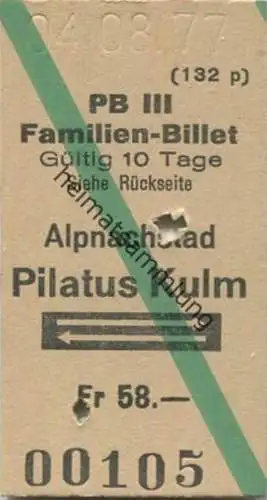 04.08.77
(132 p)
PB III
Familien-Billet
Gültig 10 Tage
Siehe Rückseite
Alpnachstad
Pilatus Kulm
Fr 58.—
00105
heimatsammlung